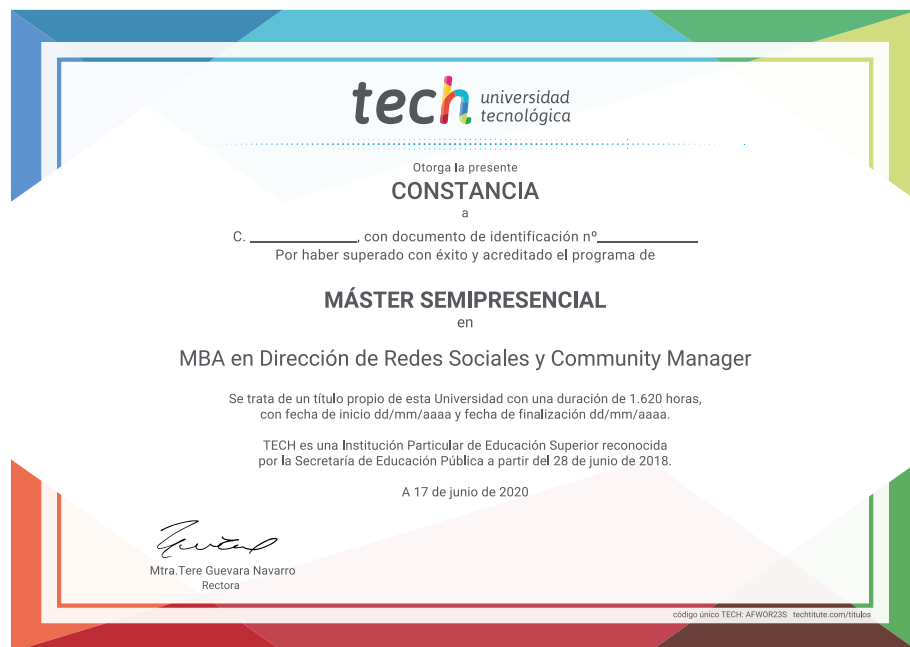 tech universidad
tecnológica
Otorga la presente
CONSTANCIA
a
C. ____________, con documento de identificación nº____________
Por haber superado con éxito y acreditado el programa de
MÁSTER SEMIPRESENCIAL
en
MBA en Dirección de Redes Sociales y Community Manager
Se trata de un título propio de esta Universidad con una duración de 1.620 horas,
con fecha de inicio dd/mm/aaaa y fecha de finalización dd/mm/aaaa.
TECH es una Institución Particular de Educación Superior reconocida
por la Secretaría de Educación Pública a partir del 28 de junio de 2018.
A 17 de junio de 2020
Mtra.Tere Guevara Navarro
Rectora
código único TECH: AFWOR23S techtitute.com/titulos